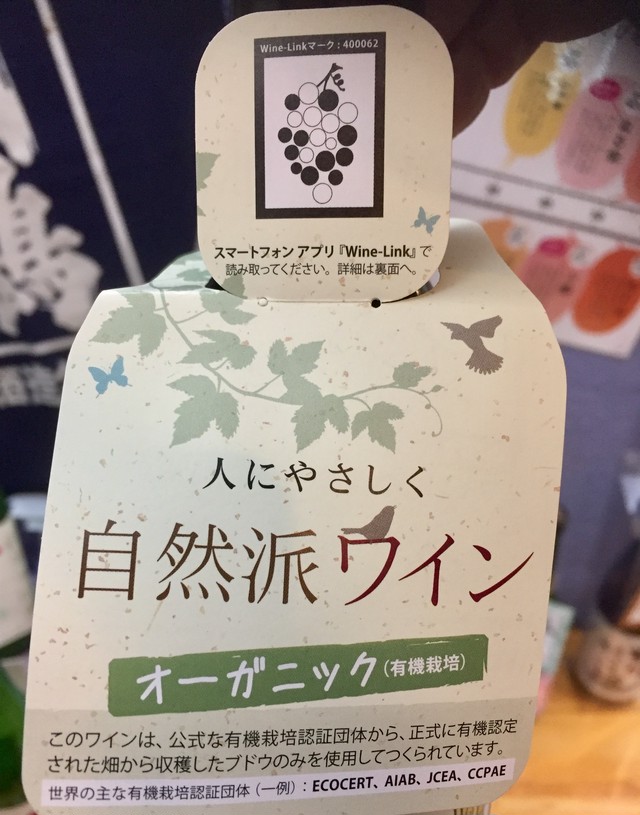 Wine-Linkマーク：400062
スマートフォン アプリ『Wine-Link』で
読み取ってください。詳細は裏面へ。
人にやさしく
自然派ワイン
オーガニック（有機栽培）
このワインは、公式な有機栽培認証団体から、正式に有機認定
された畑から収穫したブドウのみを使用してつくられています。
世界の主な有機栽培認証団体（一例）：ECOCERT、AIAB、JCEA、CCPAE